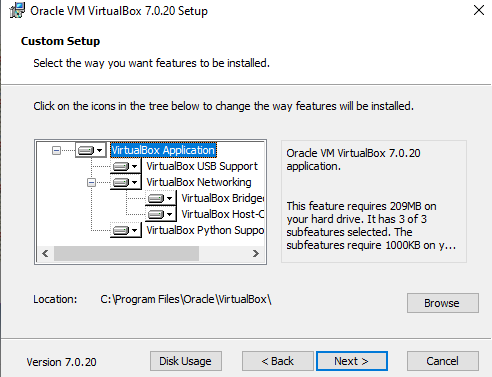 Oracle VM VirtualBox 7.0.20 Setup
Custom Setup
Select the way you want features to be installed.
Click on the icons in the tree below to change the way features will be installed.
VirtualBox Application
VirtualBox USB Support
VirtualBox Networking
VirtualBox Bridge
VirtualBox Host-C
VirtualBox Python Suppo
Oracle VM VirtualBox 7.0.20
application.
This feature requires 209MB on
your hard drive. It has 3 of 3
subfeatures selected. The
subfeatures require 1000KB on y...
Location:
C:\Program Files\Oracle\VirtualBox\
Browse
Version 7.0.20
Disk Usage
< Back
Next >
Cancel